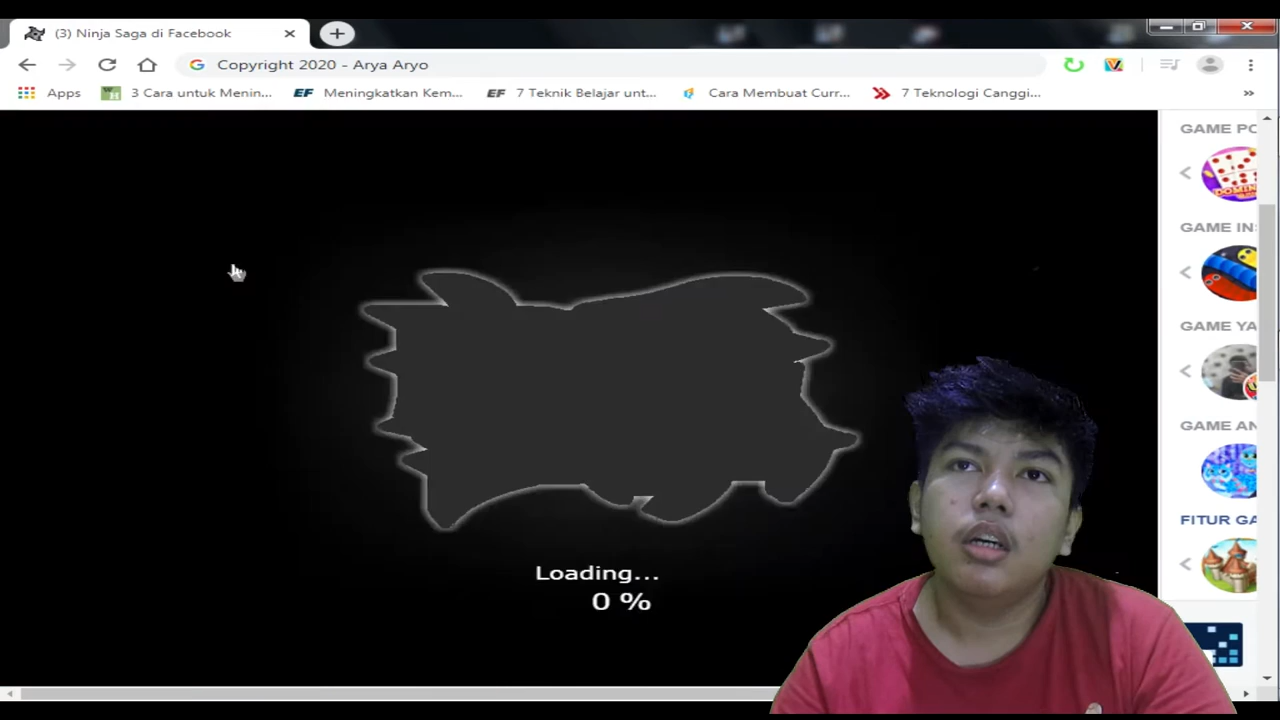 (3) Ninja Saga di Facebook
Copyright 2020 - Arya Aryo
Apps 3 Cara untuk Menin... EF Meningkatkan Kem... EF 7 Teknik Belajar unt... Cara Membuat Curr... 7 Teknologi Canggi...
GAME PO
DOMINO
GAME IN
GAME YA
GAME AN
FITUR GA
Loading...
0 %